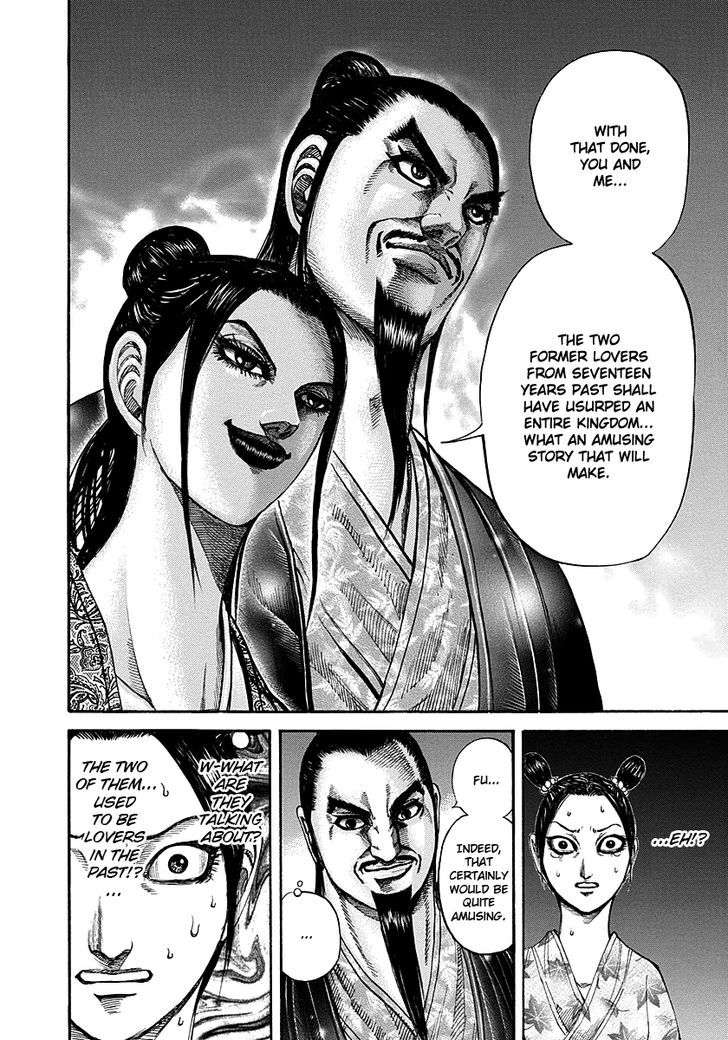 WITH
THAT DONE,
YOU AND
ME...
THE TWO
FORMER LOVERS
FROM SEVENTEEN
YEARS PAST SHALL
HAVE USURPED AN
ENTIRE KINGDOM...
WHAT AN AMUSING
STORY THAT WILL
MAKE.
...EH!?
FU...
INDEED,
THAT
CERTAINLY
WOULD BE
QUITE
AMUSING.
...
W-WHAT
ARE
THEY
TALKING
ABOUT?
THE TWO
OF THEM...
USED
TO BE
LOVERS
IN THE
PAST!?
...